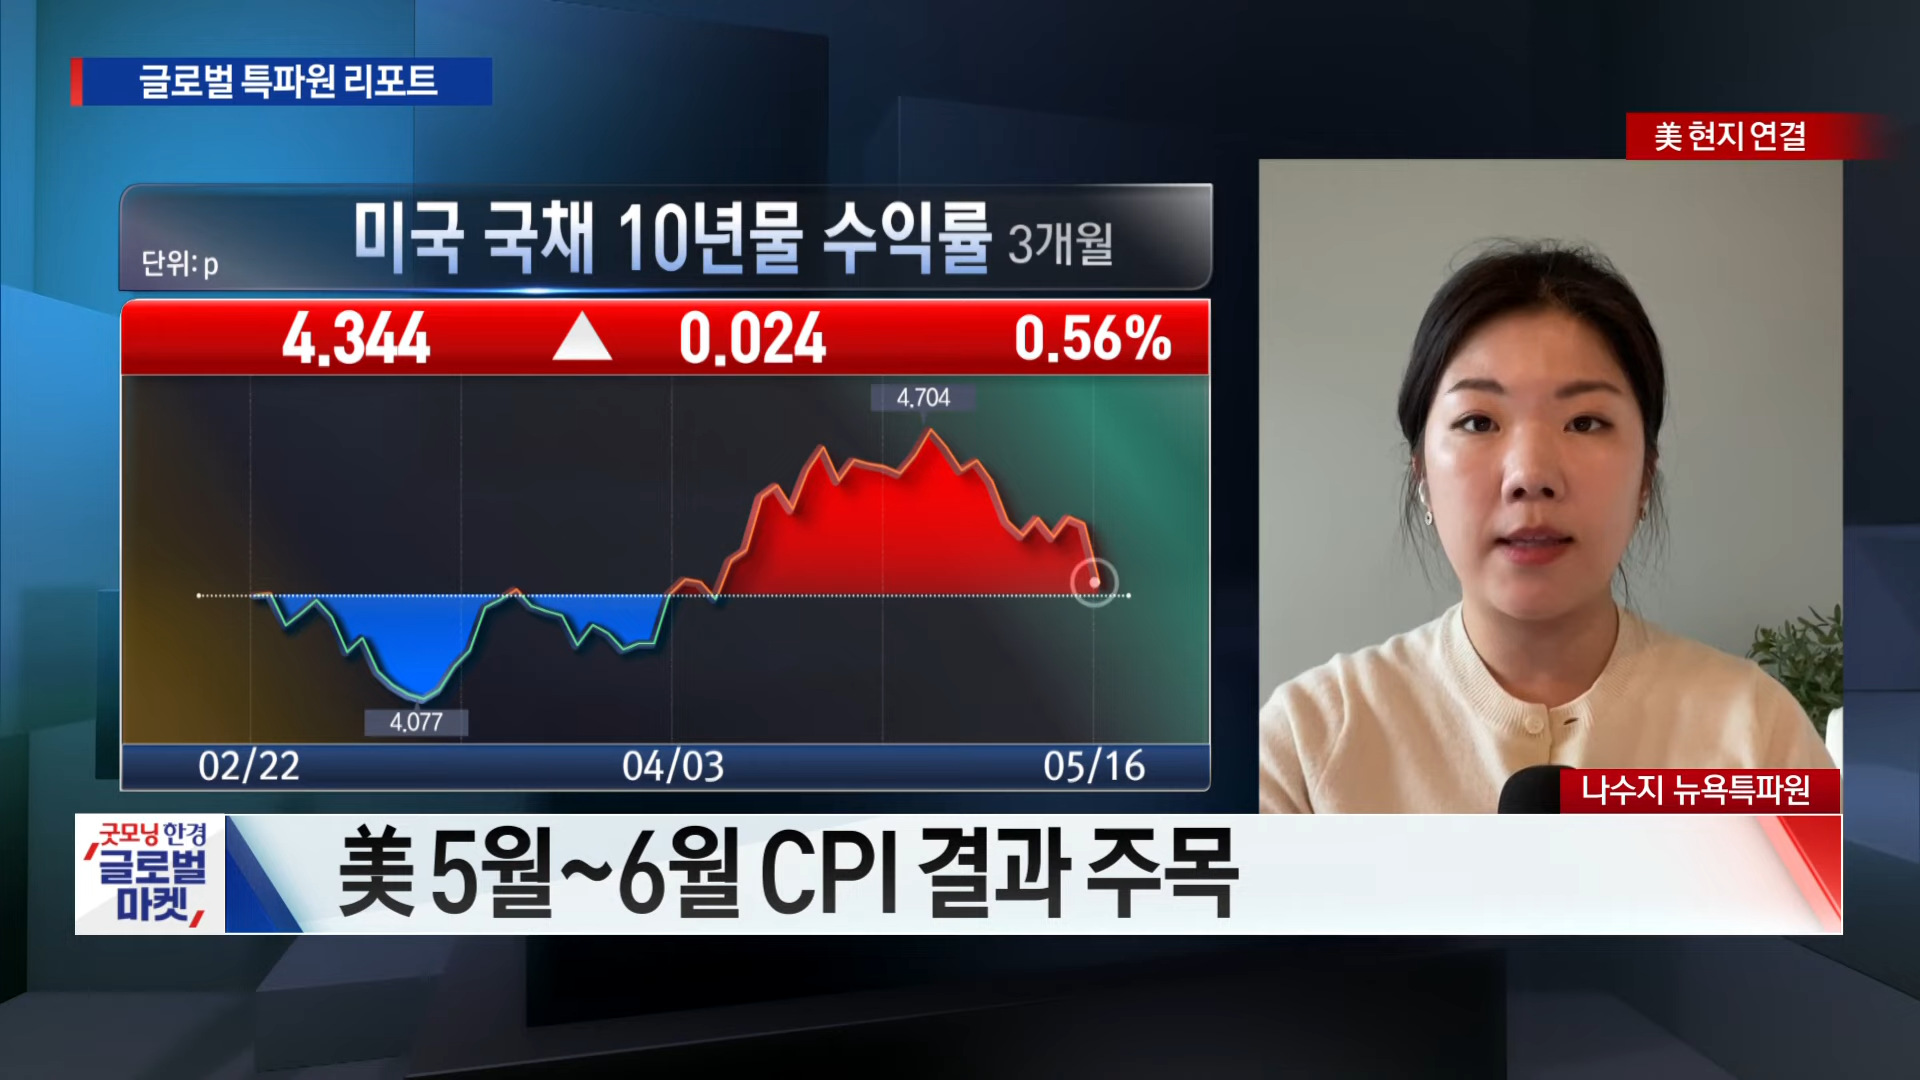 글로벌 특파원 리포트
美 현지 연결
단위: p
미국 국채 10년물 수익률 3개월
4.344 ▲ 0.024 0.56%
4.704
4.077
02/22 04/03 05/16
나수지 뉴욕특파원
굿모닝 한경
글로벌
마켓
美 5월~6월 CPI 결과 주목